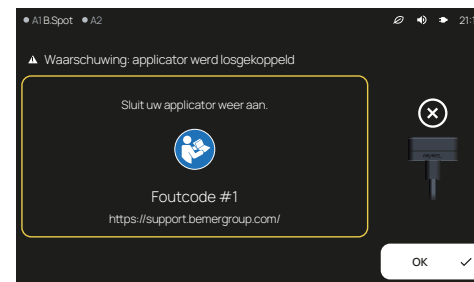 A1 B.Spot A2
Waarschuwing: applicator werd losgekoppeld
Sluit uw applicator weer aan.
Foutcode #1
https://support.bemergroup.com/
OK